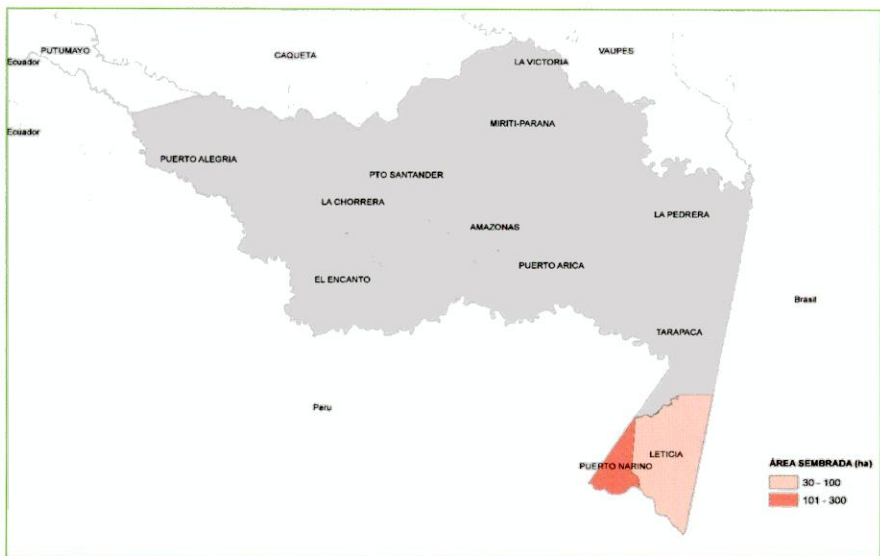 PUTUMAYO
CAQUETA
LA VICTORIA
VAUPES
Ecuador
MIRITI-PARANA
Ecuador
PUERTO ALEGRIA
PTO SANTANDER
LA CHORRERA
LA PEDRERA
AMAZONAS
PUERTO ARICA
EL ENCANTO
Brasil
TARAPACA
Peru
LETICIA
PUERTO NARINO
ÁREA SEMBRADA (ha)
30 - 100
101 - 300